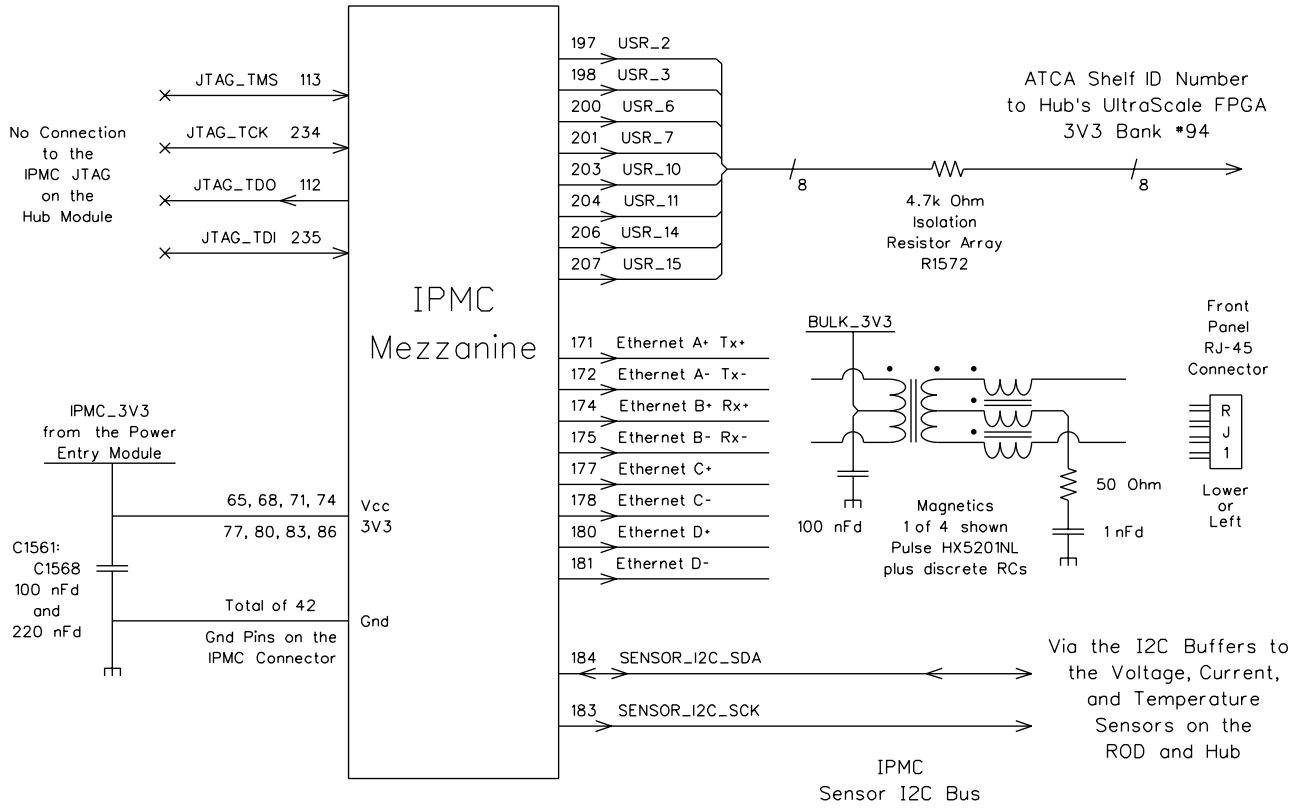 JTAG_TMS 113
JTAG_TCK 234
JTAG_TDO 112
JTAG_TDI 235
No Connection
to the
IPMC JTAG
on the
Hub Module
IPMC
Mezzanine
197 USR_2
198 USR_3
200 USR_6
201 USR_7
203 USR_10
204 USR_11
206 USR_14
207 USR_15
8
8
ATCA Shelf ID Number
to Hub's UltraScale FPGA
3V3 Bank #94
4.7k Ohm
Isolation
Resistor Array
R1572
171 Ethernet A+ Tx+
172 Ethernet A- Tx-
174 Ethernet B+ Rx+
175 Ethernet B- Rx-
177 Ethernet C+
178 Ethernet C-
180 Ethernet D+
181 Ethernet D-
BULK_3V3
100 nFd
Magnetics
1 of 4 shown
Pulse HX5201NL
plus discrete RCs
50 Ohm
1 nFd
Front
Panel
RJ-45
Connector
R
J
1
Lower
or
Left
IPMC_3V3
from the Power
Entry Module
65, 68, 71, 74
77, 80, 83, 86
Vcc
3V3
C1561:
C1568
100 nFd
and
220 nFd
Total of 42
Gnd Pins on the
IPMC Connector
Gnd
184 SENSOR_I2C_SDA
183 SENSOR_I2C_SCK
Via the I2C Buffers to
the Voltage, Current,
and Temperature
Sensors on the
ROD and Hub
IPMC
Sensor I2C Bus